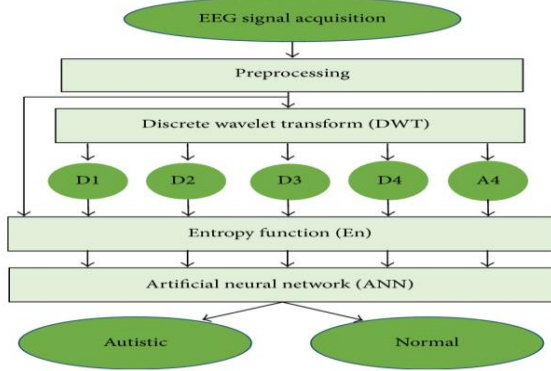 EEG signal acquisition
Preprocessing
Discrete wavelet transform (DWT)
D1
D2
D3
D4
A4
Entropy function (En)
Artificial neural network (ANN)
Autistic
Normal